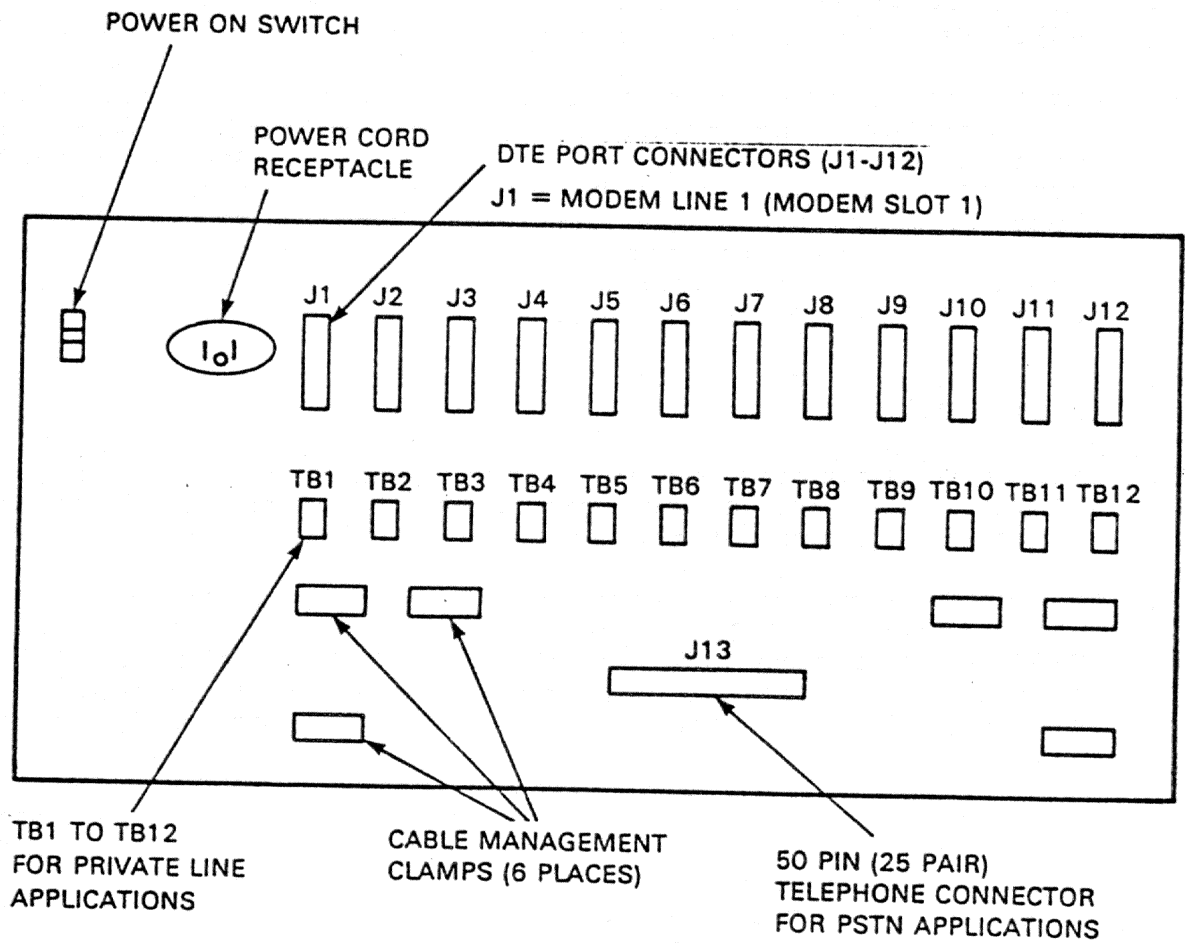 POWER ON SWITCH
POWER CORD
RECEPTACLE
DTE PORT CONNECTORS (J1-J12)
J1 = MODEM LINE 1 (MODEM SLOT 1)
J1 J2 J3 J4 J5 J6 J7 J8 J9 J10 J11 J12
TB1 TB2 TB3 TB4 TB5 TB6 TB7 TB8 TB9 TB10 TB11 TB12
J13
TB1 TO TB12
FOR PRIVATE LINE
APPLICATIONS
CABLE MANAGEMENT
CLAMPS (6 PLACES)
50 PIN (25 PAIR)
TELEPHONE CONNECTOR
FOR PSTN APPLICATIONS